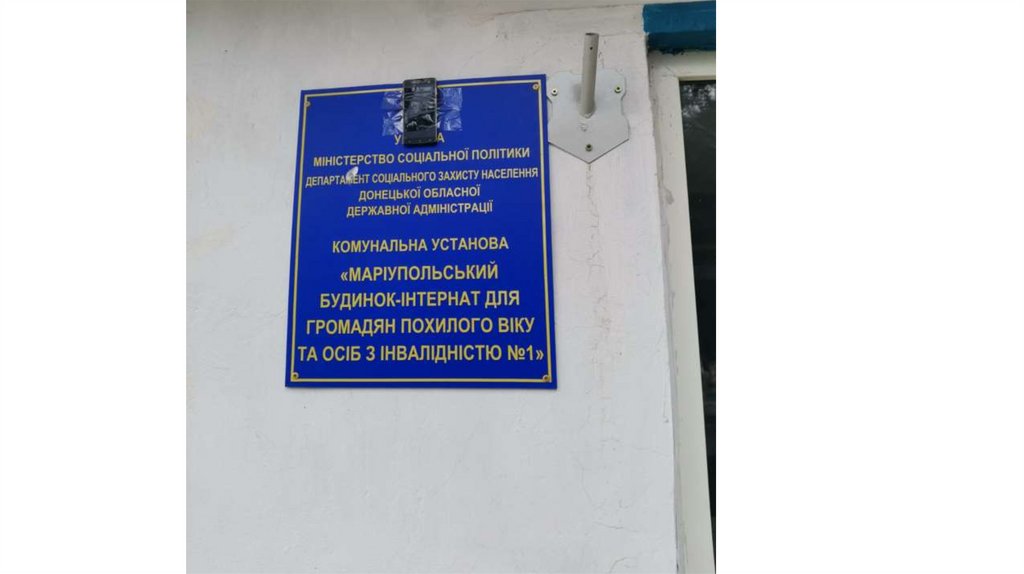 МІНІСТЕРСТВО СОЦІАЛЬНОЇ ПОЛІТИКИ
ДЕПАРТАМЕНТ СОЦІАЛЬНОГО ЗАХИСТУ НАСЕЛЕННЯ
ДОНЕЦЬКОЇ ОБЛАСНОЇ
ДЕРЖАВНОЇ АДМІНІСТРАЦІЇ
КОМУНАЛЬНА УСТАНОВА
«МАРІУПОЛЬСЬКИЙ
БУДИНОК-ІНТЕРНАТ ДЛЯ
ГРОМАДЯН ПОХИЛОГО ВІКУ
ТА ОСІБ З ІНВАЛІДНІСТЮ №1»